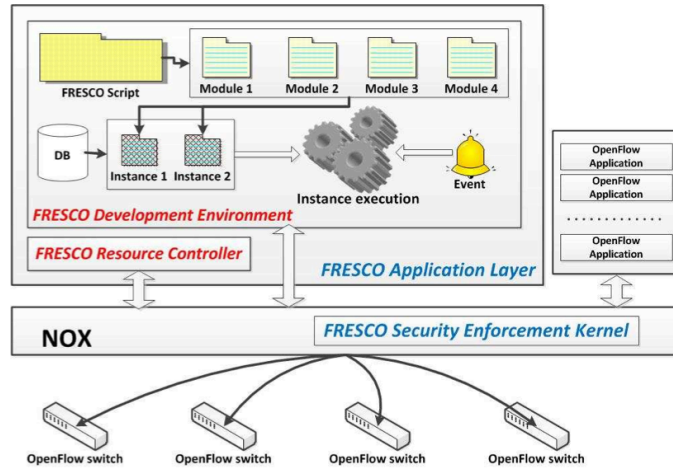 FRESCO Script
Module 1
Module 2
Module 3
Module 4
DB
Instance 1
Instance 2
Instance execution
Event
FRESCO Development Environment
FRESCO Resource Controller
FRESCO Application Layer
OpenFlow
Application
OpenFlow
Application
. . . . . . . . . . . . .
OpenFlow
Application
NOX
FRESCO Security Enforcement Kernel
OpenFlow switch
OpenFlow switch
OpenFlow switch
OpenFlow switch